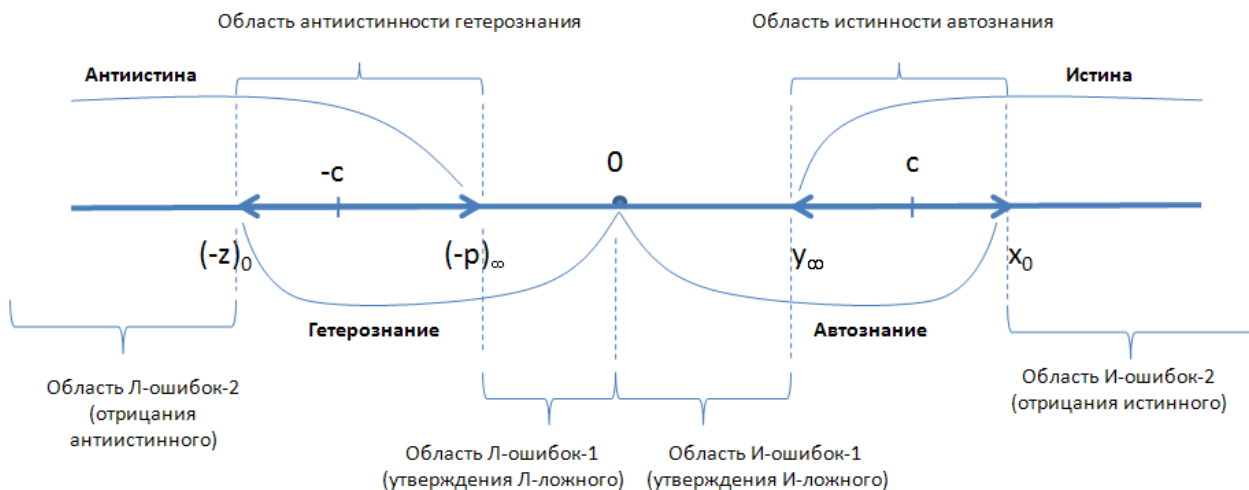 Область антиистинности гетерознания
Область истинности автознания
Антиистина
Истина
-c
0
c
(-z)₀
(-p)∞
y∞
x₀
Гетерознание
Автознание
Область Л-ошибок-2
(отрицания
антиистинного)
Область И-ошибок-2
(отрицания истинного)
Область Л-ошибок-1
(утверждения Л-ложного)
Область И-ошибок-1
(утверждения И-ложного)